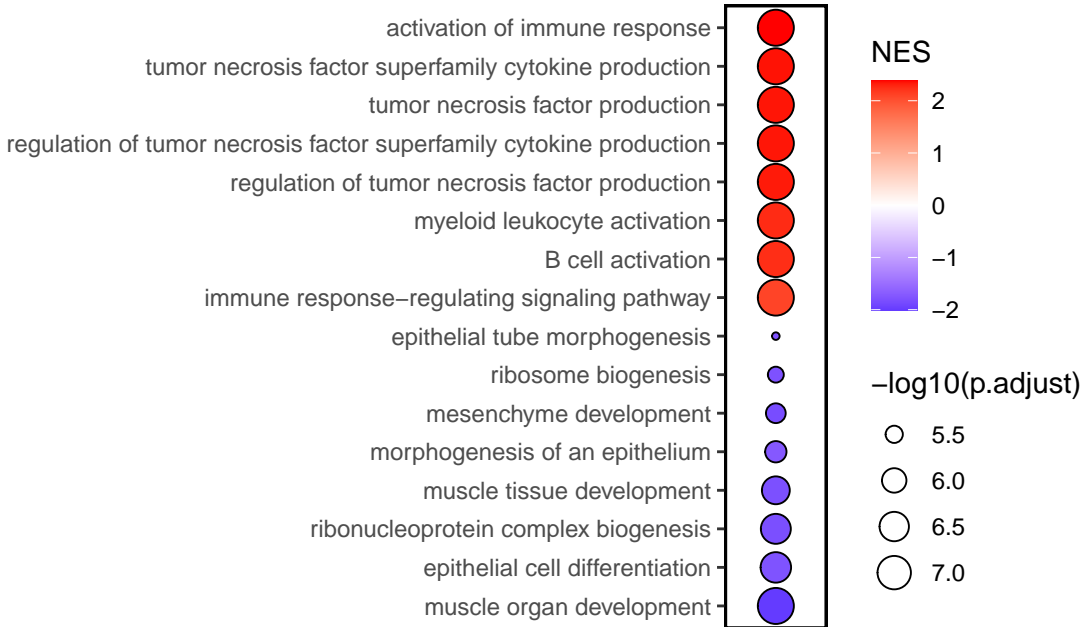 activation of immune response
tumor necrosis factor superfamily cytokine production
tumor necrosis factor production
regulation of tumor necrosis factor superfamily cytokine production
regulation of tumor necrosis factor production
myeloid leukocyte activation
B cell activation
immune response−regulating signaling pathway
epithelial tube morphogenesis
ribosome biogenesis
mesenchyme development
morphogenesis of an epithelium
muscle tissue development
ribonucleoprotein complex biogenesis
epithelial cell differentiation
muscle organ development
NES
2
1
0
−1
−2
−log10(p.adjust)
5.5
6.0
6.5
7.0